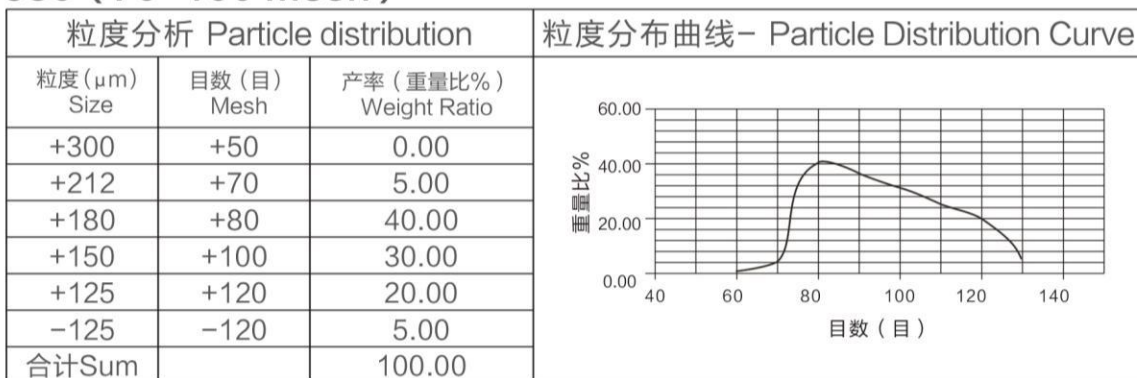 粒度分析 Particle distribution
粒度分布曲线– Particle Distribution Curve
粒度(μm) 目数(目) 产率(重量比%)
Size Mesh Weight Ratio
+300 +50 0.00
+212 +70 5.00
+180 +80 40.00
+150 +100 30.00
+125 +120 20.00
−125 −120 5.00
合计Sum 100.00
60.00
40.00
20.00
0.00
重量比%
40 60 80 100 120 140
目数(目)